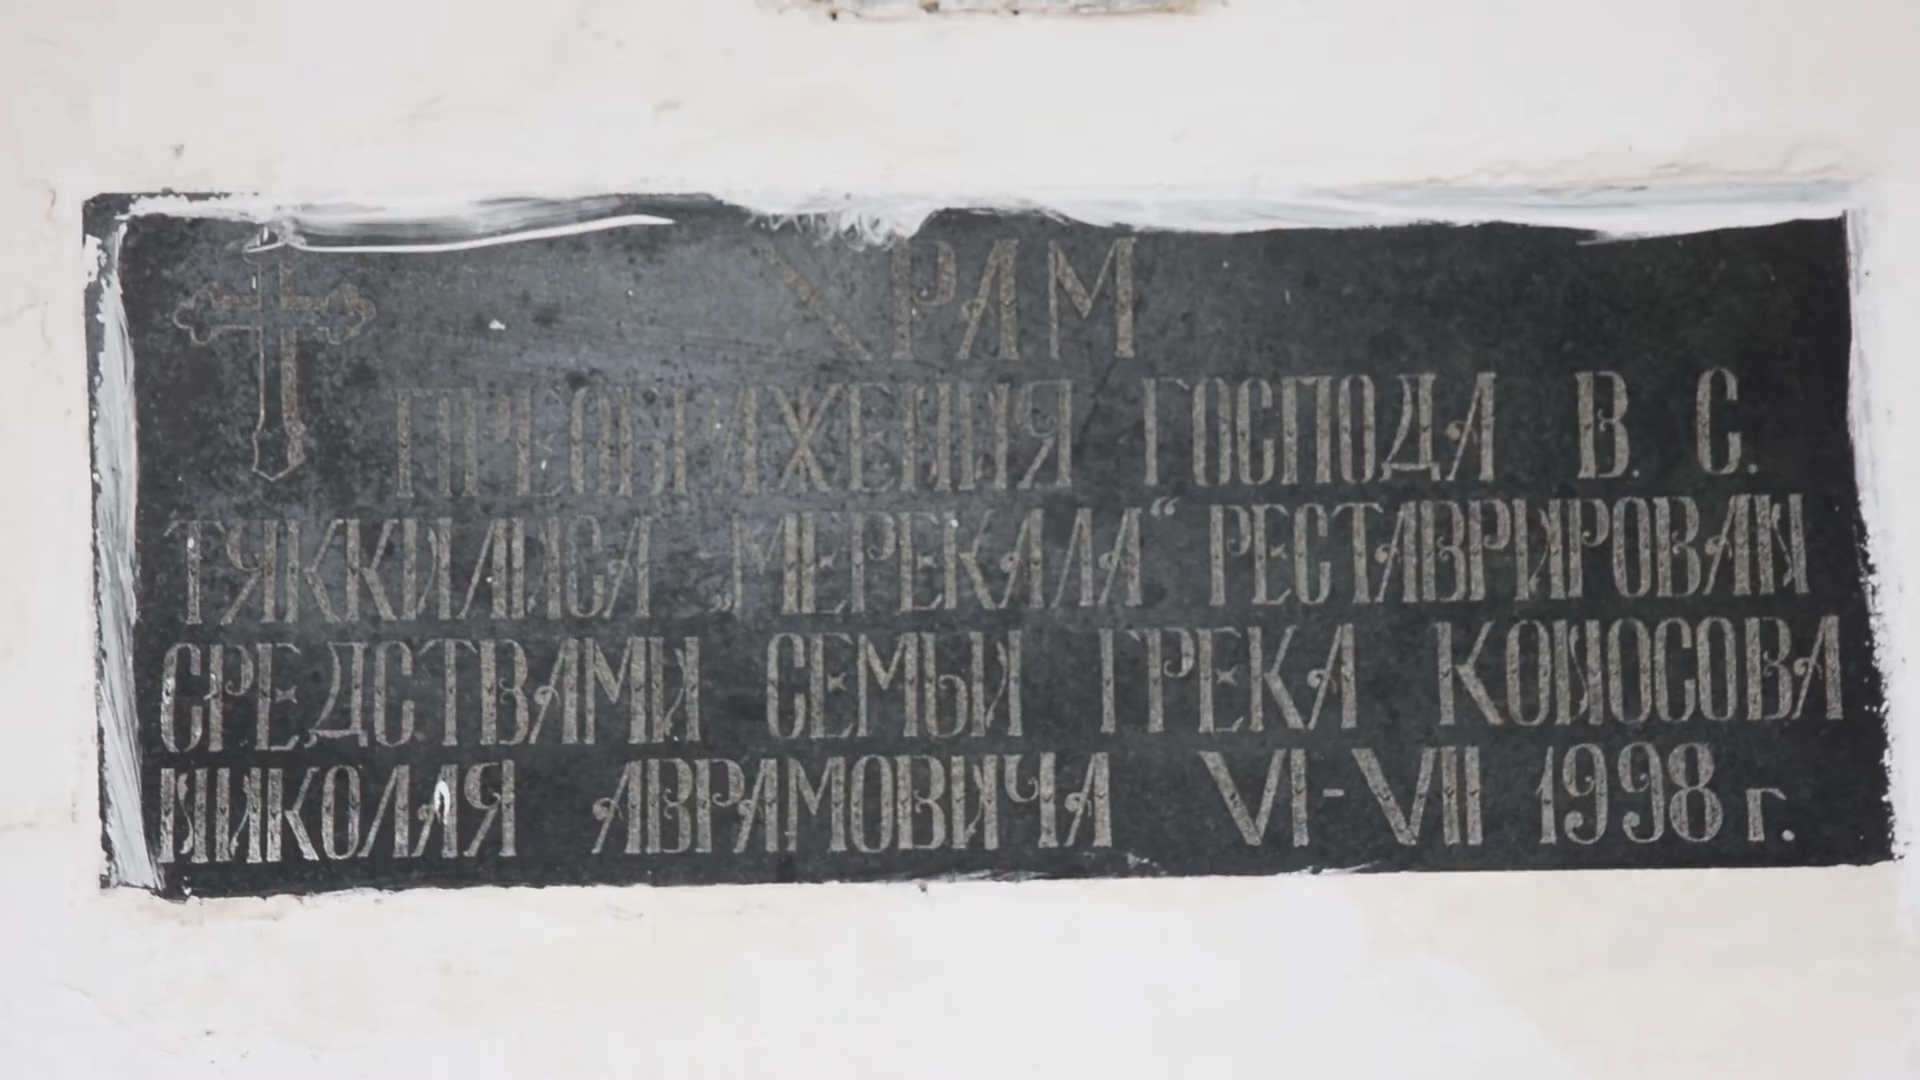 ХРАМ
ПРЕОБРАЖЕНИЯ ГОСПОДА В. С.
ТЯККИЛИСА „МЕРЕКАЛА“ РЕСТАВРИРОВАН
СРЕДСТВАМИ СЕМЬИ ГРЕКА КОНОСОВА
НИКОЛАЯ АВРАМОВИЧА VI-VII 1998 г.